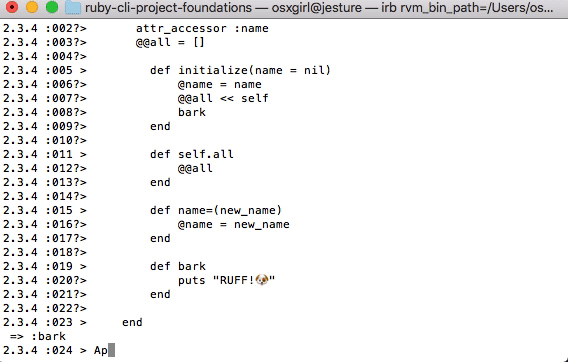 ruby-cli-project-foundations — osxgirl@jesture — irb rvm_bin_path=/Users/os...
2.3.4 :002?>       attr_accessor :name
2.3.4 :003?>       @@all = []
2.3.4 :004?>
2.3.4 :005 >         def initialize(name = nil)
2.3.4 :006?>             @name = name
2.3.4 :007?>             @@all << self
2.3.4 :008?>             bark
2.3.4 :009?>         end
2.3.4 :010?>
2.3.4 :011 >         def self.all
2.3.4 :012?>             @@all
2.3.4 :013?>         end
2.3.4 :014?>
2.3.4 :015 >         def name=(new_name)
2.3.4 :016?>             @name = new_name
2.3.4 :017?>         end
2.3.4 :018?>
2.3.4 :019 >         def bark
2.3.4 :020?>             puts "RUFF!🐶"
2.3.4 :021?>         end
2.3.4 :022?>
2.3.4 :023 >     end
 => :bark
2.3.4 :024 > Ap